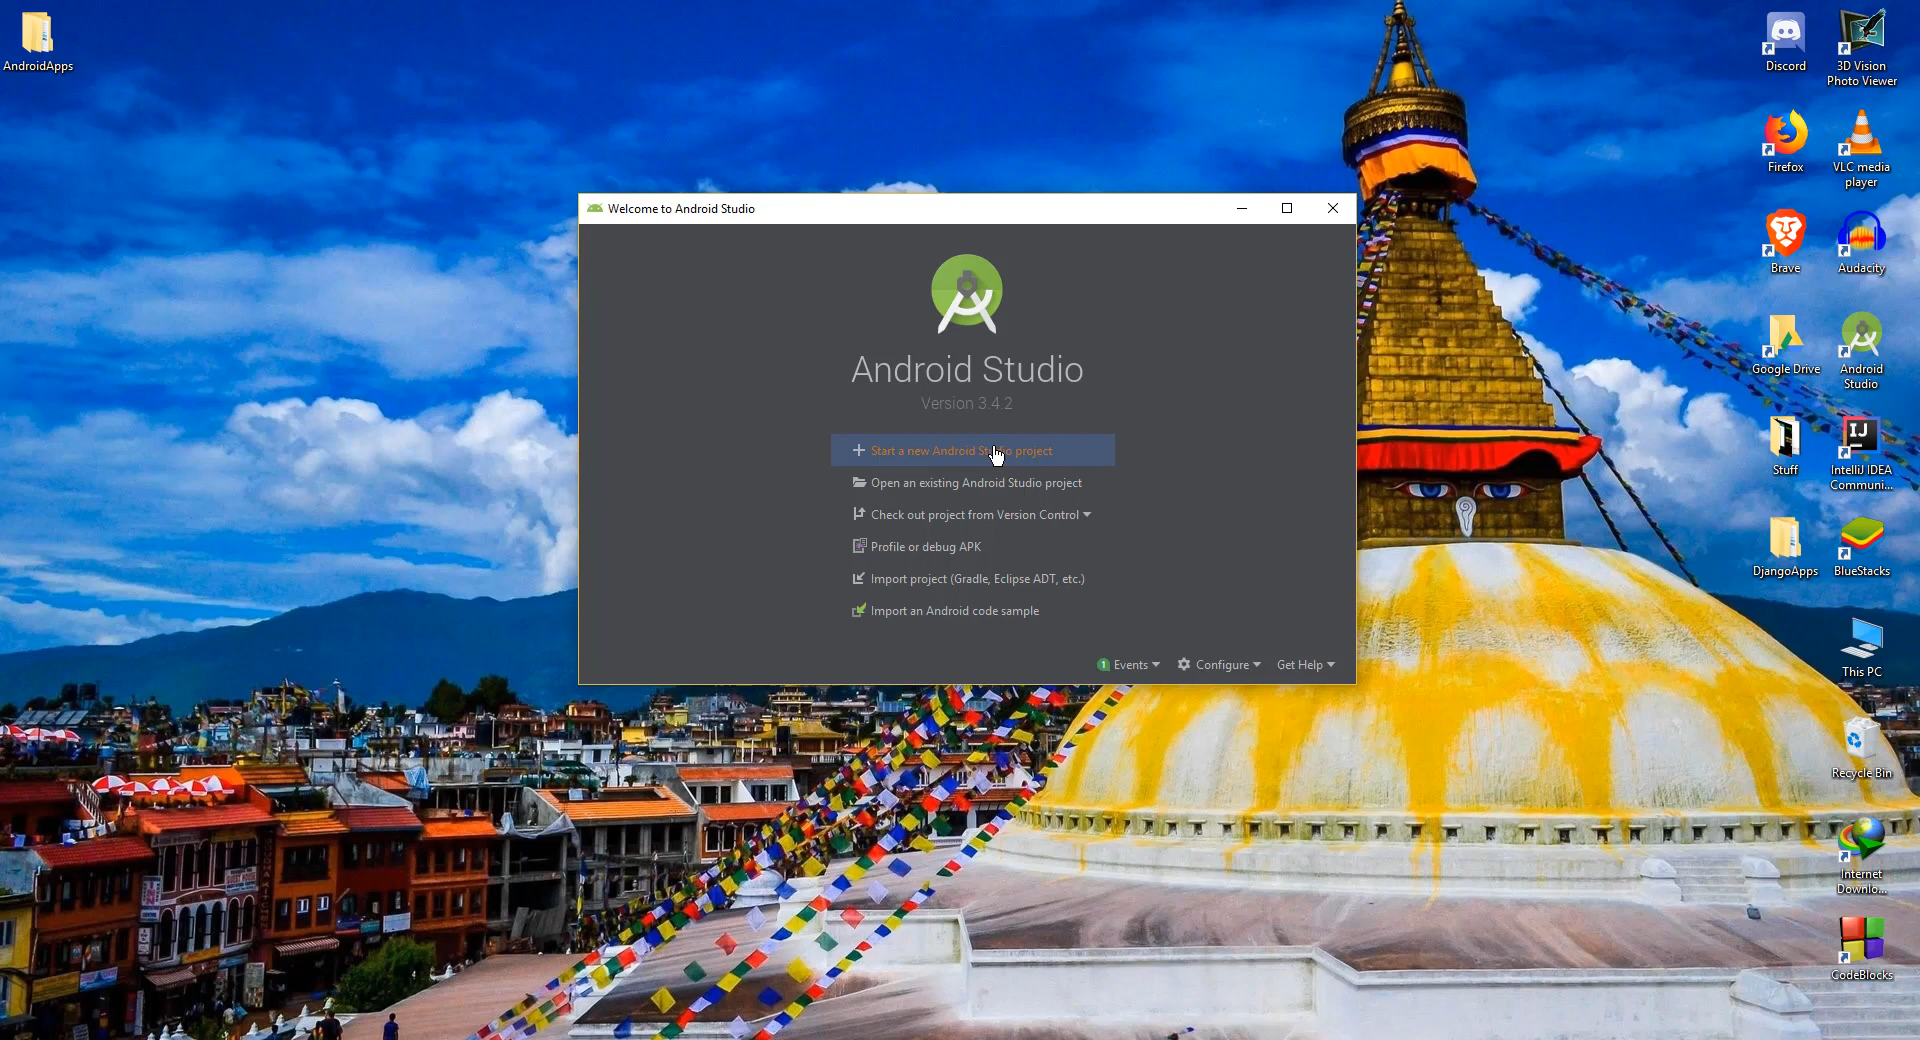 AndroidApps
Welcome to Android Studio
Android Studio
Version 3.4.2
Start a new Android Studio project
Open an existing Android Studio project
Check out project from Version Control
Profile or debug APK
Import project (Gradle, Eclipse ADT, etc.)
Import an Android code sample
1 Events
Configure
Get Help
Discord
3D Vision
Photo Viewer
Firefox
VLC media
player
Brave
Audacity
Google Drive
Android
Studio
Stuff
IJ
IntelliJ IDEA
Communi...
DjangoApps
BlueStacks
This PC
Recycle Bin
Internet
Downlo...
CodeBlocks